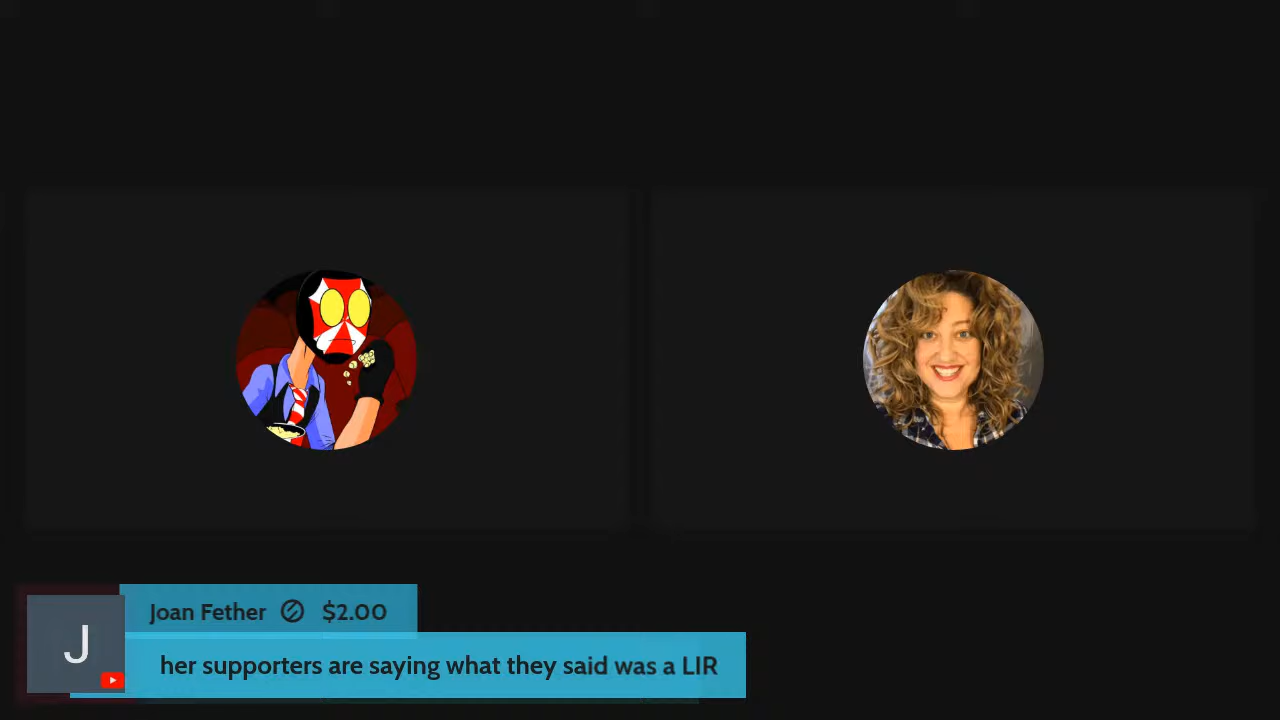 Joan Fether $2.00
J
her supporters are saying what they said was a LIR